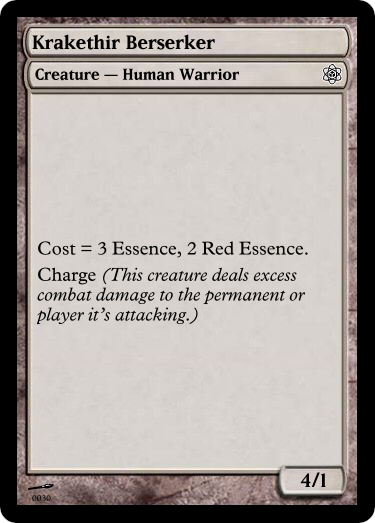 Krakethir Berserker
Creature — Human Warrior
Cost = 3 Essence, 2 Red Essence.
Charge (This creature deals excess
combat damage to the permanent or
player it's attacking.)
4/1
0030